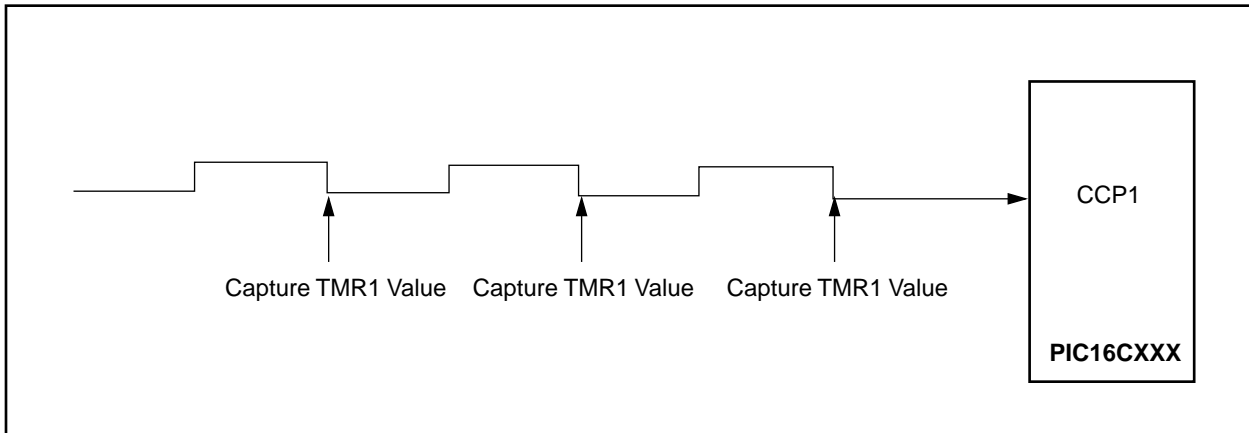 CCP1
Capture TMR1 Value Capture TMR1 Value Capture TMR1 Value
PIC16CXXX